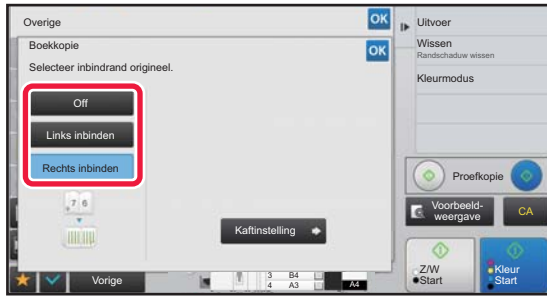 Overige
OK
Boekkopie
OK
Selecteer inbindrand origineel.
Off
Links inbinden
Rechts inbinden
7 6
Kaftinstelling
Vorige
3 B4
4 A3
A4
Uitvoer
Wissen
Randschaduw wissen
Kleurmodus
Proefkopie
Voorbeeld-
weergave
CA
Z/W
Start
Kleur
Start